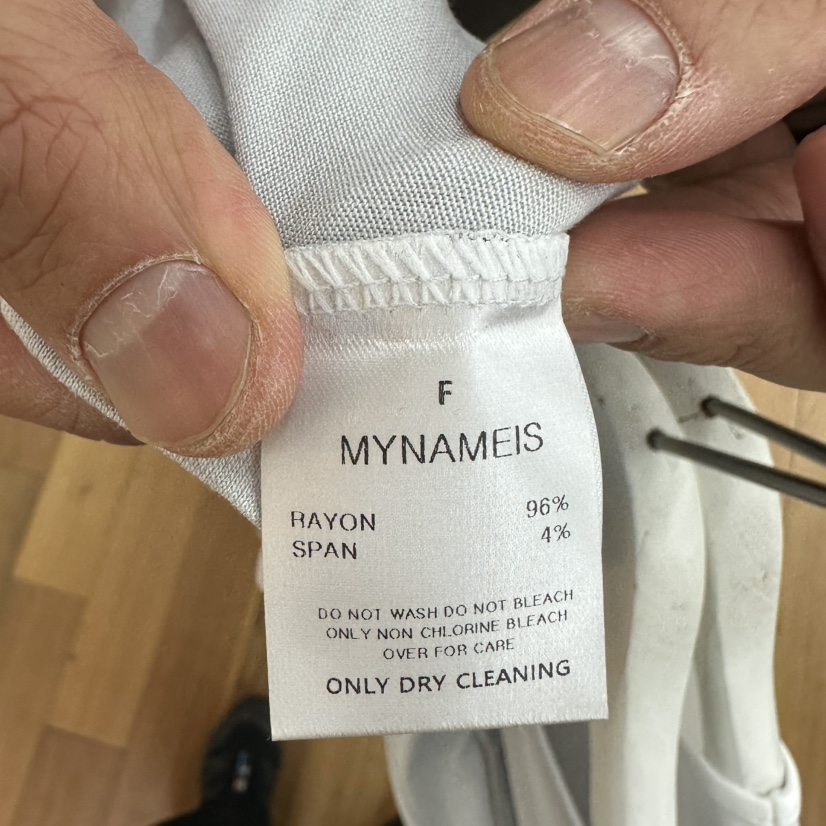 F
MYNAMEIS
RAYON 96%
SPAN 4%
DO NOT WASH DO NOT BLEACH
ONLY NON CHLORINE BLEACH
OVER FOR CARE
ONLY DRY CLEANING